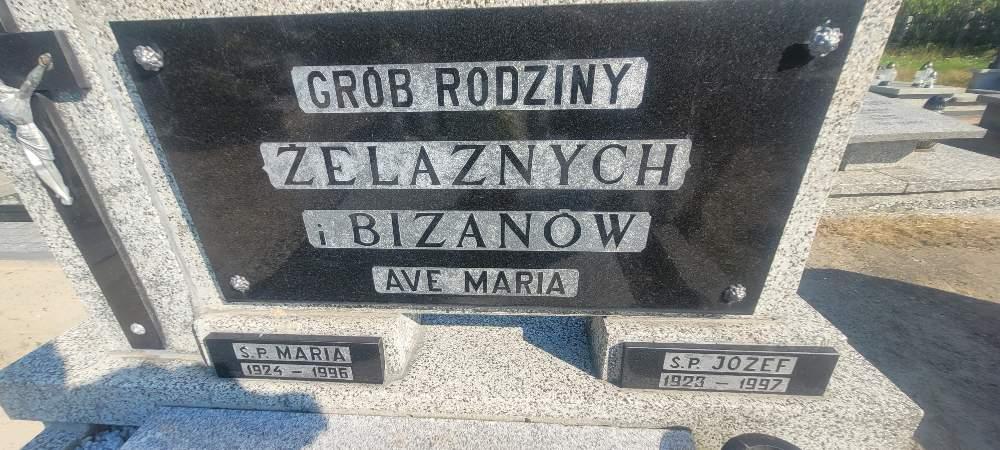 GRÓB RODZINY
ŻELAZNYCH
i BIZANÓW
AVE MARIA
Ś.P. MARIA
1924 - 1996
Ś.P. JÓZEF
1923 - 1997